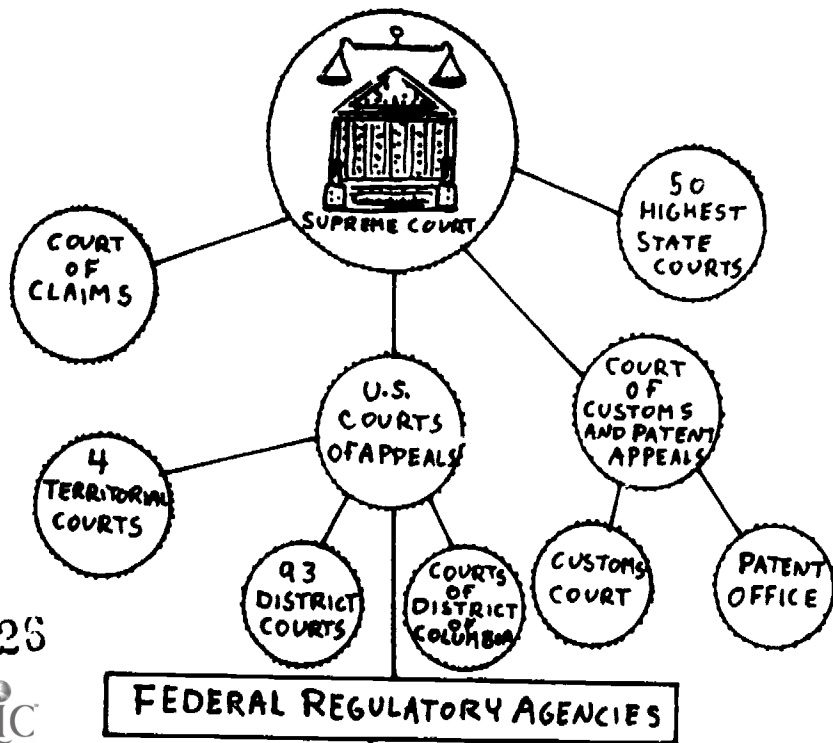 SUPREME COURT
50
HIGHEST
STATE
COURTS
COURT
OF
CLAIMS
U.S.
COURTS
OF APPEALS
COURT
OF
CUSTOMS
AND PATENT
APPEALS
4
TERRITORIAL
COURTS
93
DISTRICT
COURTS
COURTS
OF
DISTRICT
OF
COLUMBIA
CUSTOMS
COURT
PATENT
OFFICE
FEDERAL REGULATORY AGENCIES